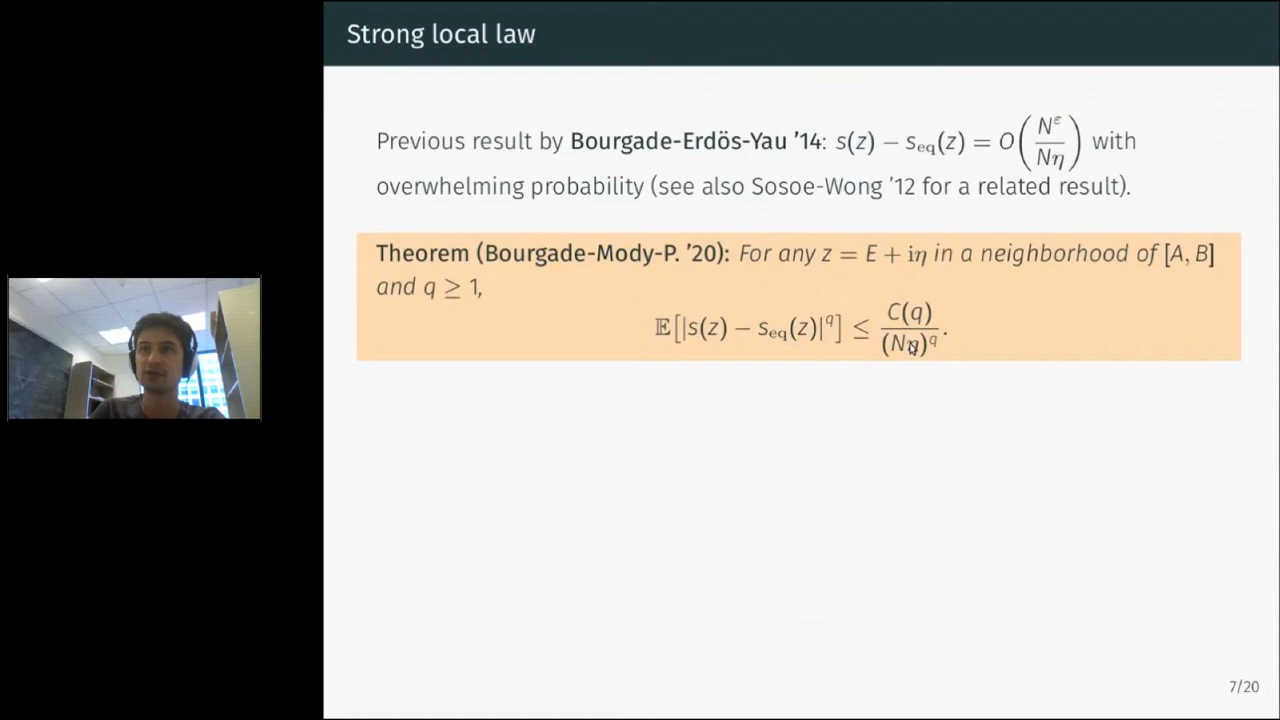 Strong local law
Previous result by Bourgade-Erdös-Yau '14: s(z) − s_eq(z) = O(N^ε / Nη) with
overwhelming probability (see also Sosoe-Wong '12 for a related result).
Theorem (Bourgade-Mody-P. '20): For any z = E + iη in a neighborhood of [A, B]
and q ≥ 1,
𝔼[|s(z) − s_eq(z)|^q] ≤ C(q) / (Nη)^q.
7/20